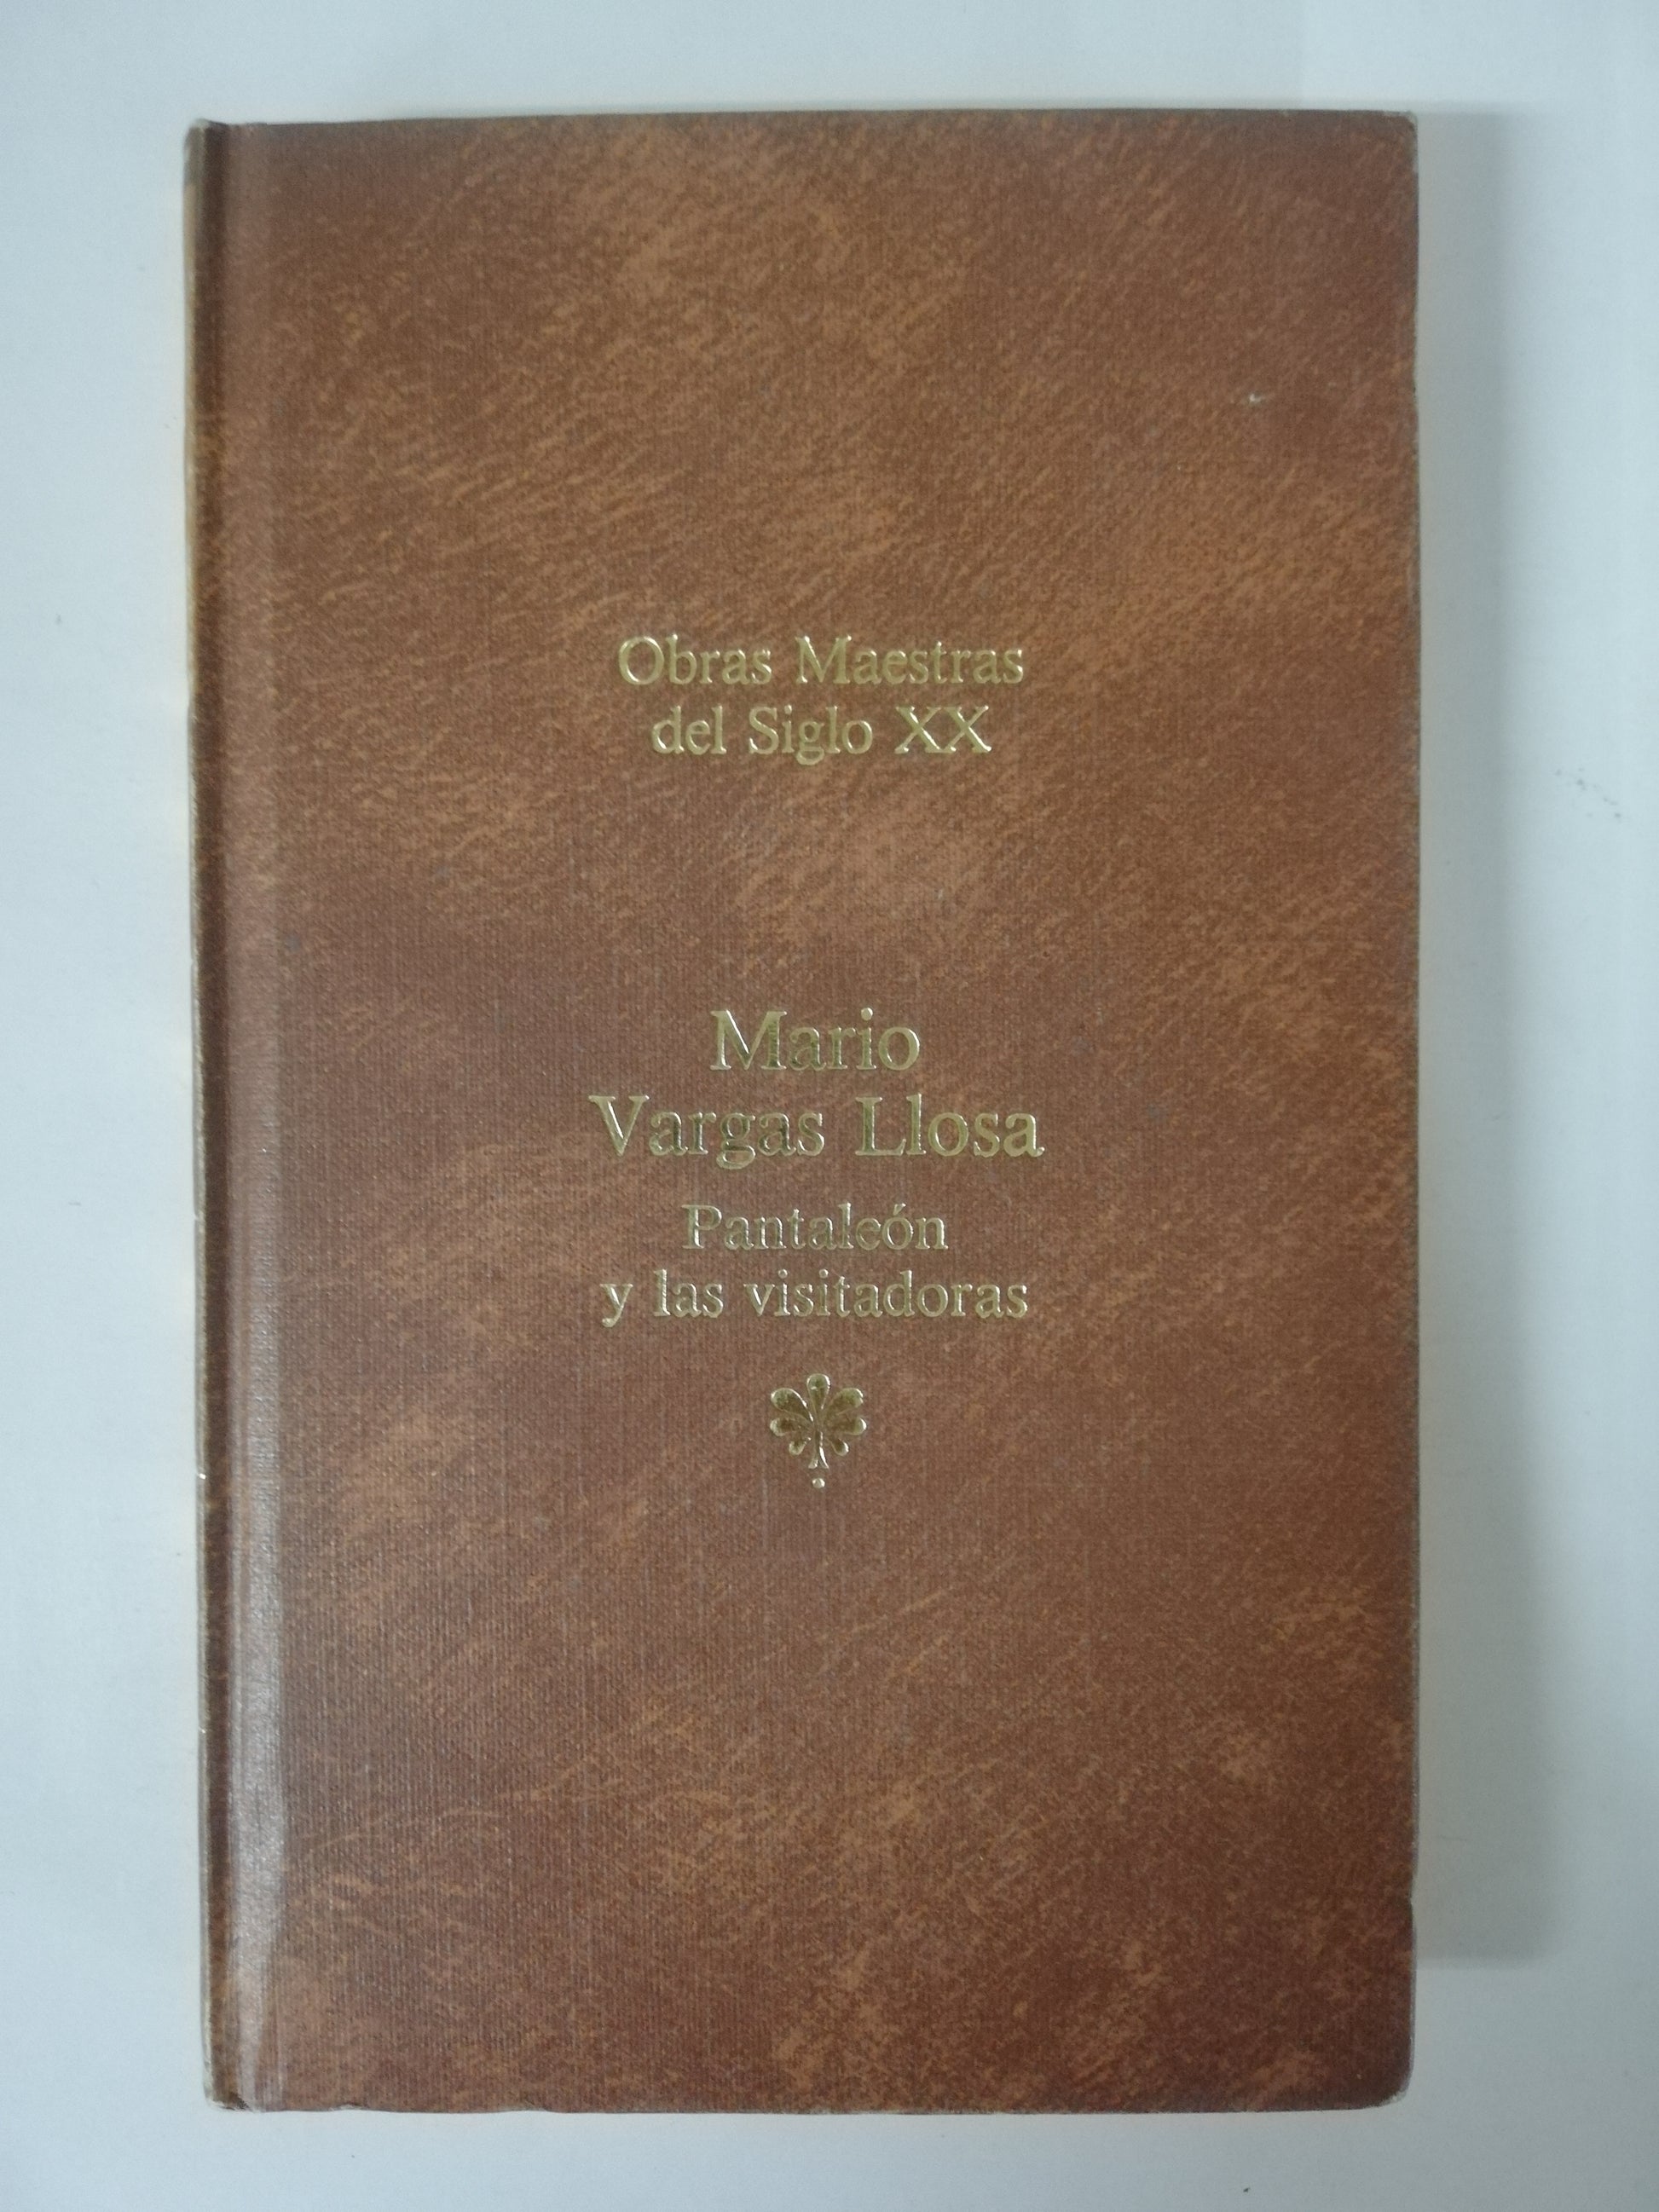 Obras Maestras
del Siglo XX
Mario
Vargas Llosa
Pantaleón
y las visitadoras